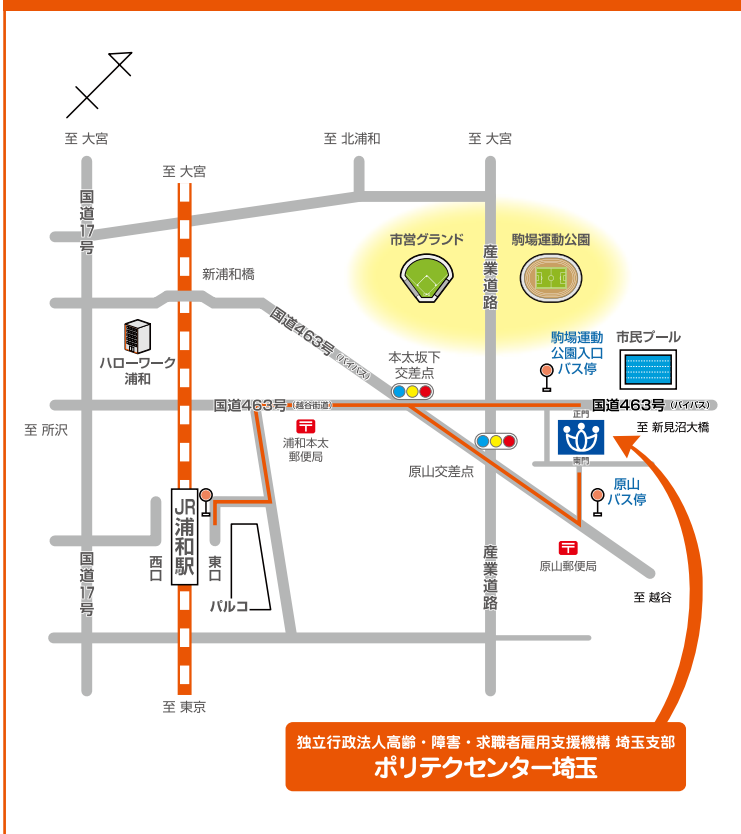 至 大宮
至 北浦和
至 大宮
至 大宮
国道17号
市営グランド
駒場運動公園
産業道路
新浦和橋
国道463号 (バイパス)
ハローワーク
浦和
本太坂下
交差点
駒場運動
公園入口
バス停
市民プール
国道463号 (越谷街道)
国道463号 (バイパス)
正門
至 所沢
至 新見沼大橋
浦和本太
郵便局
原山交差点
南門
原山
バス停
JR浦和駅
西口
東口
国道17号
産業道路
原山郵便局
パルコ
至 越谷
至 東京
独立行政法人高齢・障害・求職者雇用支援機構 埼玉支部
ポリテクセンター埼玉